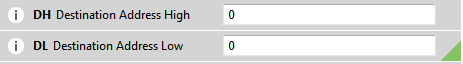 i DH Destination Address High 0
i DL Destination Address Low 0